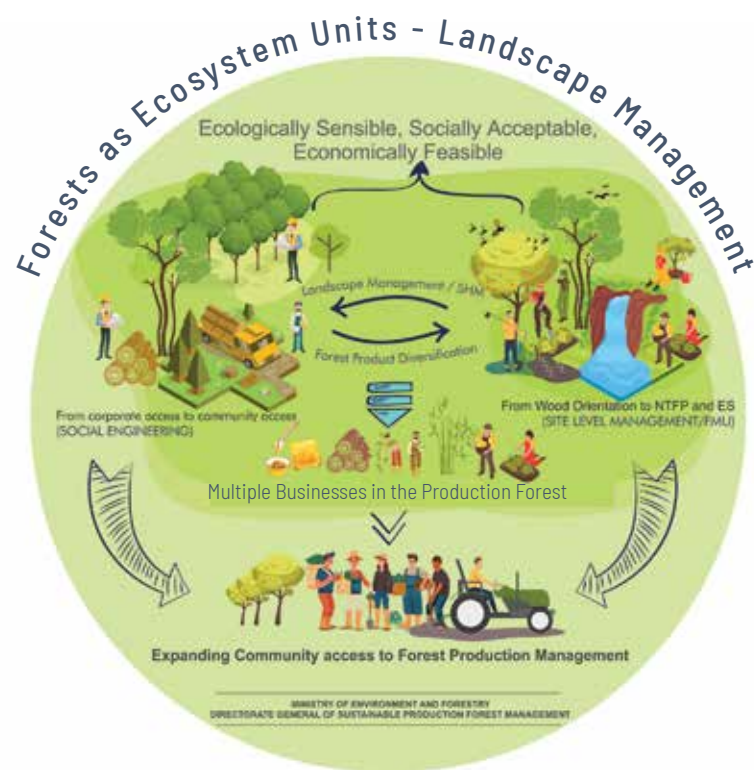 Forests as Ecosystem Units - Landscape Management
Ecologically Sensible, Socially Acceptable,
Economically Feasible
Landscape Management / SHM
Forest Product Diversification
From corporate access to community access
(SOCIAL ENGINEERING)
From Wood Orientation to NTFP and ES
(SITE LEVEL MANAGEMENT/FMU)
Multiple Businesses in the Production Forest
Expanding Community access to Forest Production Management
MINISTRY OF ENVIRONMENT AND FORESTRY
DIRECTORATE GENERAL OF SUSTAINABLE PRODUCTION FOREST MANAGEMENT